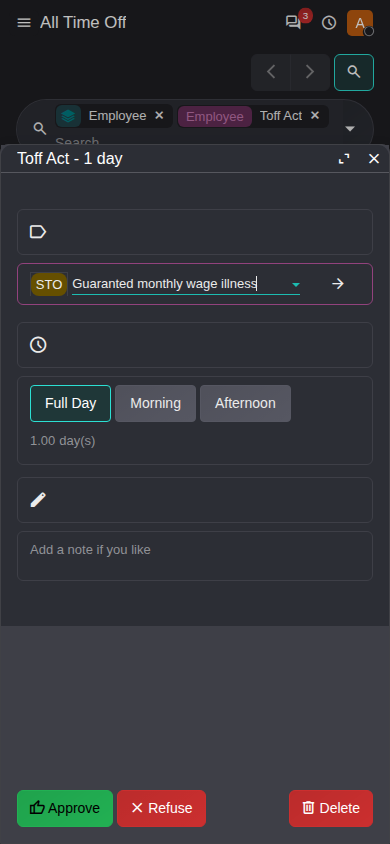 All Time Off
3
A
Employee ×
Employee Toff Act ×
Search...
Toff Act - 1 day
STO Guaranted monthly wage illness
Full Day Morning Afternoon
1.00 day(s)
Add a note if you like
Approve Refuse Delete